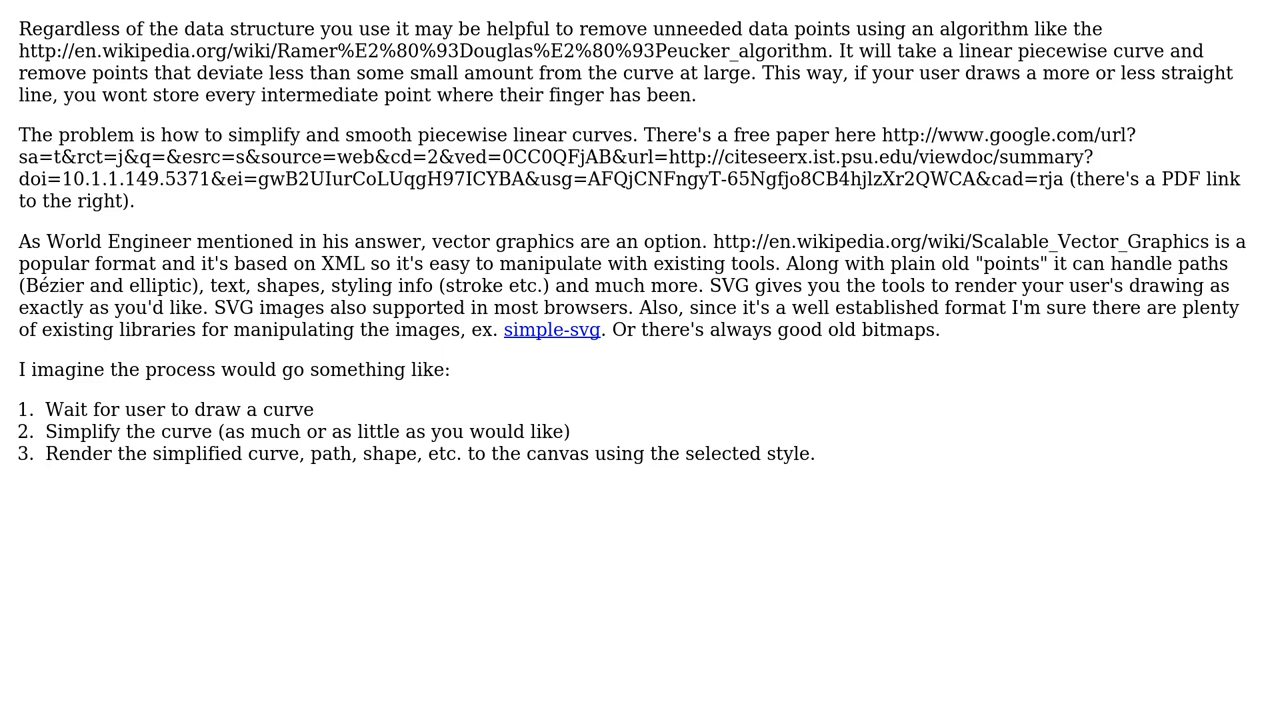 Regardless of the data structure you use it may be helpful to remove unneeded data points using an algorithm like the
http://en.wikipedia.org/wiki/Ramer%E2%80%93Douglas%E2%80%93Peucker_algorithm. It will take a linear piecewise curve and
remove points that deviate less than some small amount from the curve at large. This way, if your user draws a more or less straight
line, you wont store every intermediate point where their finger has been.
The problem is how to simplify and smooth piecewise linear curves. There's a free paper here http://www.google.com/url?
sa=t&rct=j&q=&esrc=s&source=web&cd=2&ved=0CC0QFjAB&url=http://citeseerx.ist.psu.edu/viewdoc/summary?
doi=10.1.1.149.5371&ei=gwB2UIurCoLUqgH97ICYBA&usg=AFQjCNFngyT-65Ngfjo8CB4hjlzXr2QWCA&cad=rja (there's a PDF link
to the right).
As World Engineer mentioned in his answer, vector graphics are an option. http://en.wikipedia.org/wiki/Scalable_Vector_Graphics is a
popular format and it's based on XML so it's easy to manipulate with existing tools. Along with plain old "points" it can handle paths
(Bézier and elliptic), text, shapes, styling info (stroke etc.) and much more. SVG gives you the tools to render your user's drawing as
exactly as you'd like. SVG images also supported in most browsers. Also, since it's a well established format I'm sure there are plenty
of existing libraries for manipulating the images, ex. simple-svg. Or there's always good old bitmaps.
I imagine the process would go something like:
1. Wait for user to draw a curve
2. Simplify the curve (as much or as little as you would like)
3. Render the simplified curve, path, shape, etc. to the canvas using the selected style.